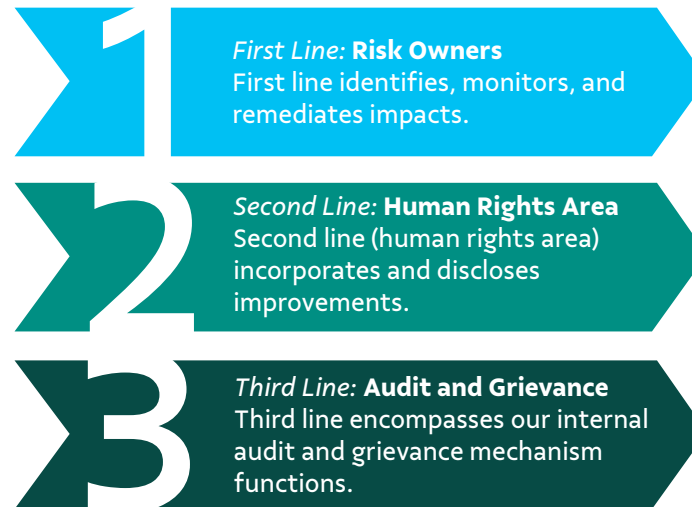 1
First Line: Risk Owners
First line identifies, monitors, and
remediates impacts.
2
Second Line: Human Rights Area
Second line (human rights area)
incorporates and discloses
improvements.
3
Third Line: Audit and Grievance
Third line encompasses our internal
audit and grievance mechanism
functions.